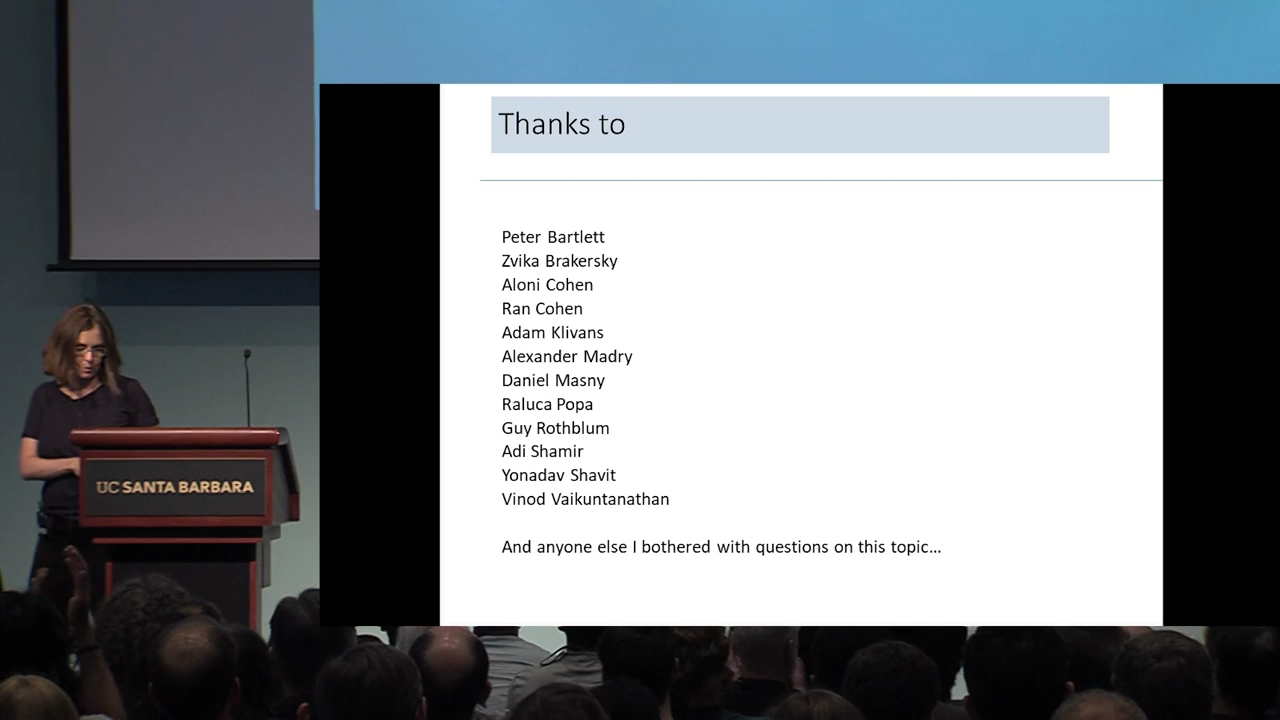 Thanks to
Peter Bartlett
Zvika Brakersky
Aloni Cohen
Ran Cohen
Adam Klivans
Alexander Madry
Daniel Masny
Raluca Popa
Guy Rothblum
Adi Shamir
Yonadav Shavit
Vinod Vaikuntanathan
And anyone else I bothered with questions on this topic...
UC SANTA BARBARA